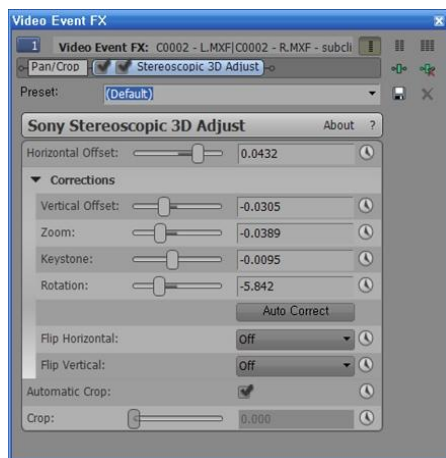 Video Event FX
1 Video Event FX: C0002 - L.MXF|C0002 - R.MXF - subcli
Pan/Crop Stereoscopic 3D Adjust
Preset: (Default)
Sony Stereoscopic 3D Adjust About ?
Horizontal Offset: 0.0432
Corrections
Vertical Offset: -0.0305
Zoom: -0.0389
Keystone: -0.0095
Rotation: -5.842
Auto Correct
Flip Horizontal: Off
Flip Vertical: Off
Automatic Crop:
Crop: 0.000